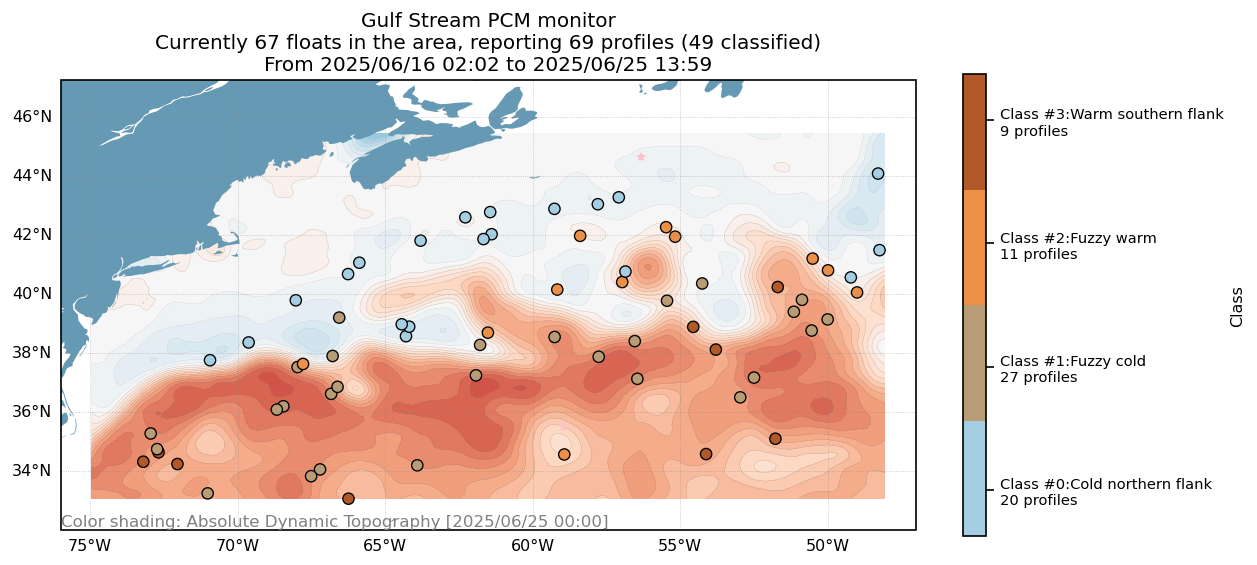 Gulf Stream PCM monitor
Currently 67 floats in the area, reporting 69 profiles (49 classified)
From 2025/06/16 02:02 to 2025/06/25 13:59
46°N
44°N
42°N
40°N
38°N
36°N
34°N
Color shading: Absolute Dynamic Topography [2025/06/25 00:00]
75°W
70°W
65°W
60°W
55°W
50°W
Class #3:Warm southern flank
9 profiles
Class #2:Fuzzy warm
11 profiles
Class #1:Fuzzy cold
27 profiles
Class #0:Cold northern flank
20 profiles
Class